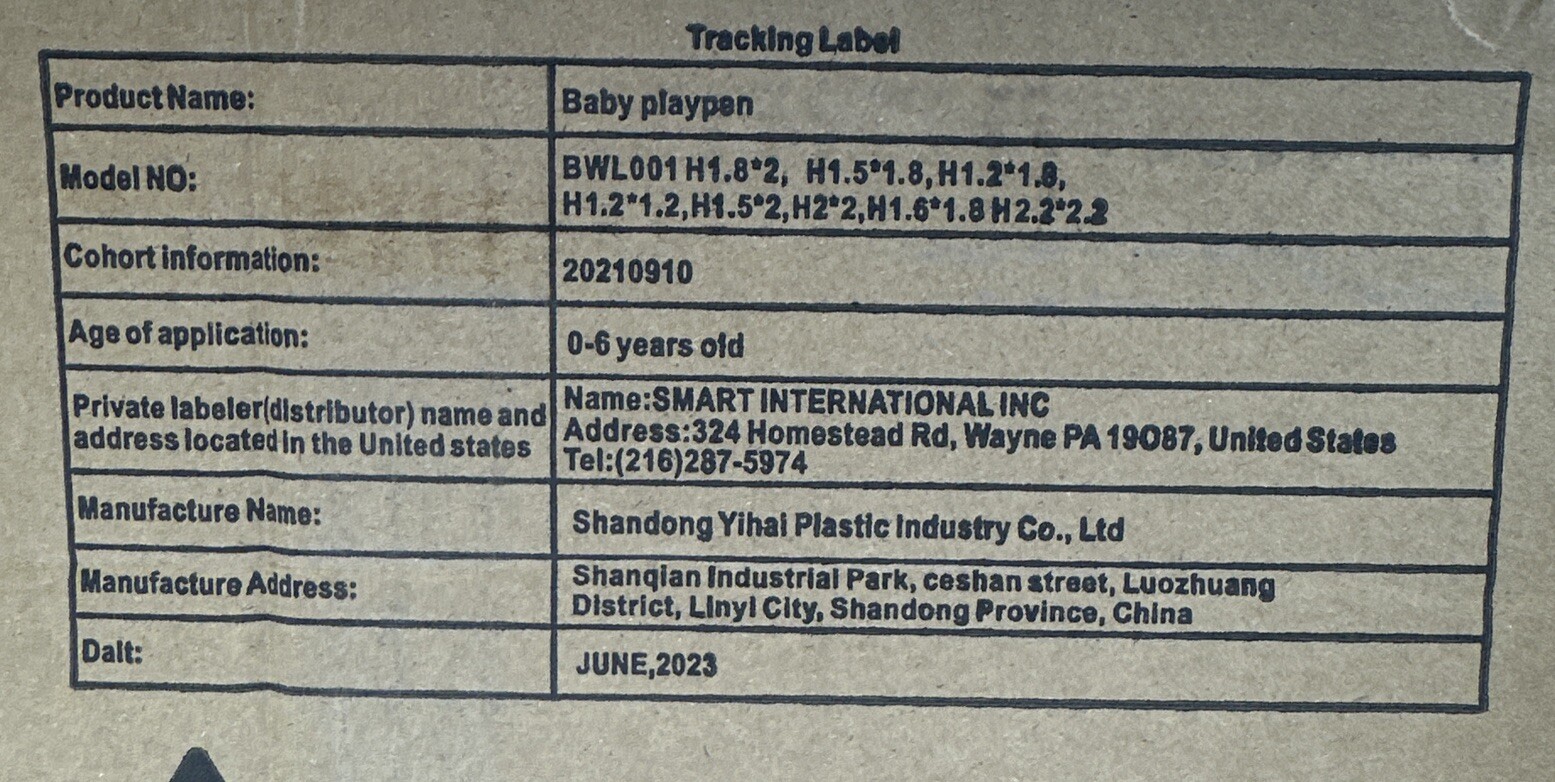 Tracking Label
Product Name:
Baby playpen
Model NO:
BWL001 H1.8*2, H1.5*1.8,H1.2*1.8,
H1.2*1.2,H1.5*2,H2*2,H1.6*1.8 H2.2*2.2
Cohort information:
20210910
Age of application:
0-6 years old
Private labeler(distributor) name and
address located in the United states
Name:SMART INTERNATIONAL INC
Address:324 Homestead Rd, Wayne PA 19087, United States
Tel:(216)287-5974
Manufacture Name:
Shandong Yihai Plastic Industry Co., Ltd
Manufacture Address:
Shanqian Industrial Park, ceshan street, Luozhuang
District, Linyi City, Shandong Province, China
Dalt:
JUNE,2023